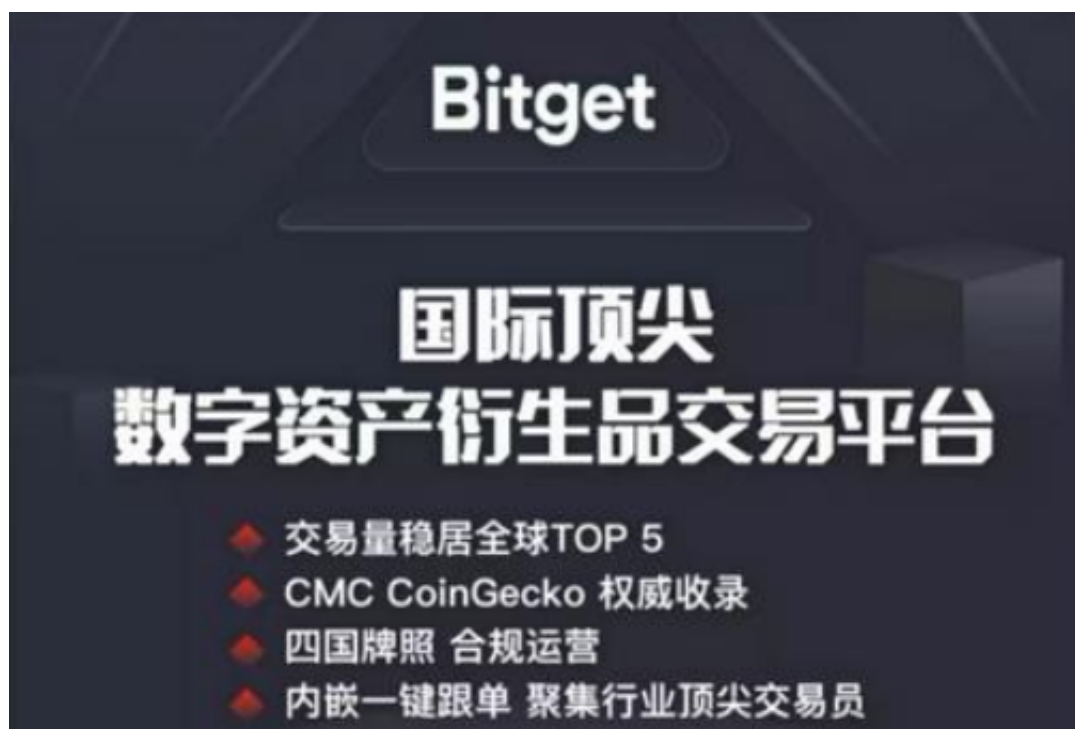 Bitget
国际顶尖
数字资产衍生品交易平台
交易量稳居全球TOP 5
CMC CoinGecko 权威收录
四国牌照 合规运营
内嵌一键跟单 聚集行业顶尖交易员